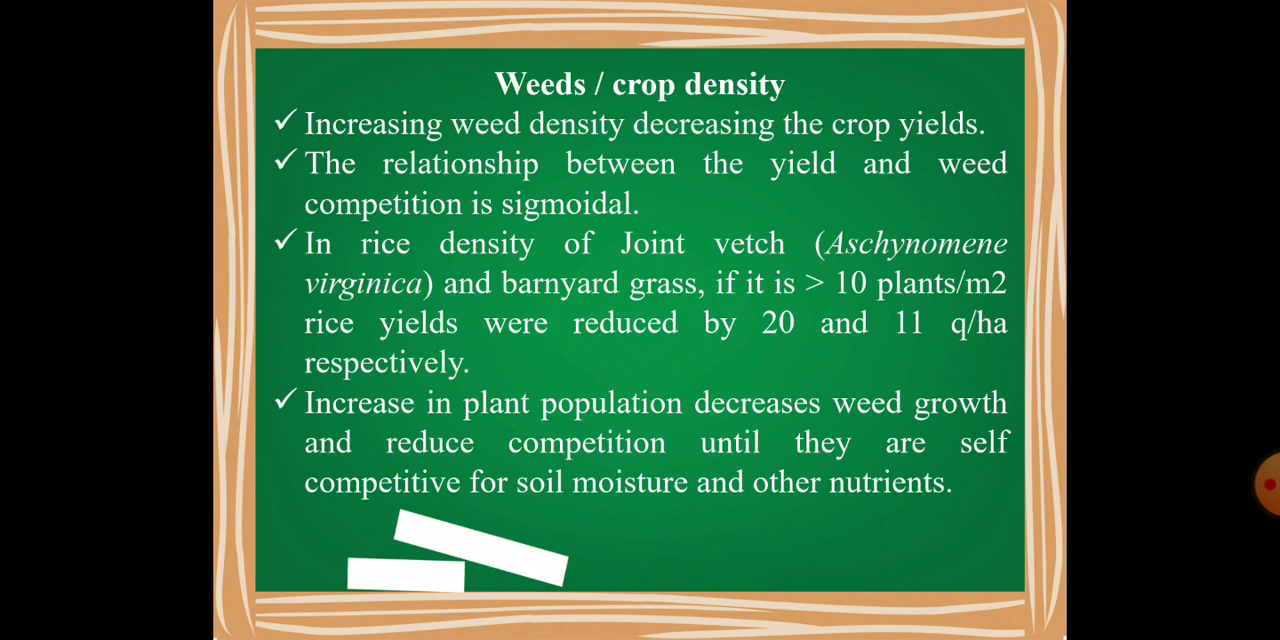 Weeds / crop density
✓ Increasing weed density decreasing the crop yields.
✓ The relationship between the yield and weed
competition is sigmoidal.
✓ In rice density of Joint vetch (Aschynomene
virginica) and barnyard grass, if it is > 10 plants/m2
rice yields were reduced by 20 and 11 q/ha
respectively.
✓ Increase in plant population decreases weed growth
and reduce competition until they are self
competitive for soil moisture and other nutrients.